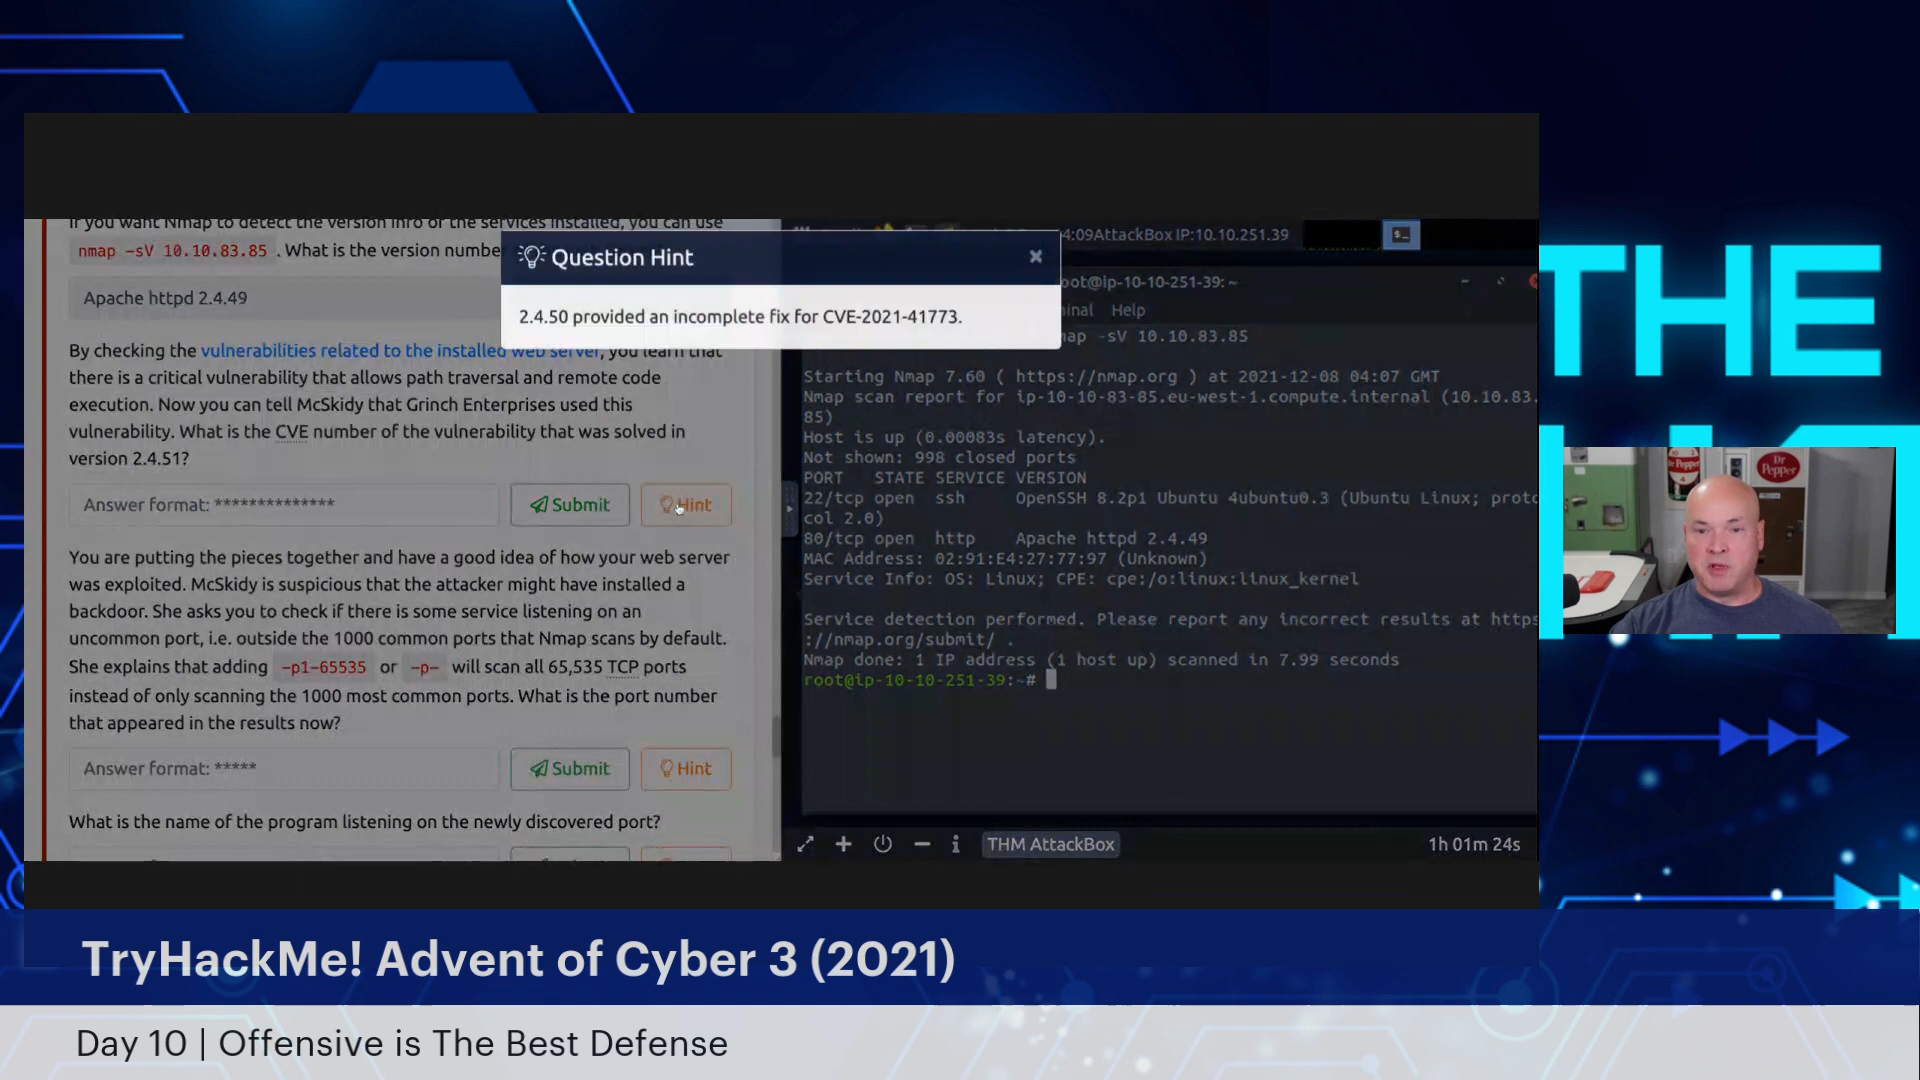 If you want Nmap to detect the version info of the services installed, you can use
nmap -sV 10.10.83.85 . What is the version number
Apache httpd 2.4.49
By checking the vulnerabilities related to the installed web server, you learn that
there is a critical vulnerability that allows path traversal and remote code
execution. Now you can tell McSkidy that Grinch Enterprises used this
vulnerability. What is the CVE number of the vulnerability that was solved in
version 2.4.51?
Answer format: **************
Submit
Hint
You are putting the pieces together and have a good idea of how your web server
was exploited. McSkidy is suspicious that the attacker might have installed a
backdoor. She asks you to check if there is some service listening on an
uncommon port, i.e. outside the 1000 common ports that Nmap scans by default.
She explains that adding -p1-65535 or -p- will scan all 65,535 TCP ports
instead of only scanning the 1000 most common ports. What is the port number
that appeared in the results now?
Answer format: *****
Submit
Hint
What is the name of the program listening on the newly discovered port?
Question Hint
×
2.4.50 provided an incomplete fix for CVE-2021-41773.
4:09AttackBox IP:10.10.251.39
oot@ip-10-10-251-39: ~
inal Help
ap -sV 10.10.83.85
Starting Nmap 7.60 ( https://nmap.org ) at 2021-12-08 04:07 GMT
Nmap scan report for ip-10-10-83-85.eu-west-1.compute.internal (10.10.83.
85)
Host is up (0.00083s latency).
Not shown: 998 closed ports
PORT STATE SERVICE VERSION
22/tcp open ssh OpenSSH 8.2p1 Ubuntu 4ubuntu0.3 (Ubuntu Linux; proto
col 2.0)
80/tcp open http Apache httpd 2.4.49
MAC Address: 02:91:E4:27:77:97 (Unknown)
Service Info: OS: Linux; CPE: cpe:/o:linux:linux_kernel
Service detection performed. Please report any incorrect results at https
://nmap.org/submit/ .
Nmap done: 1 IP address (1 host up) scanned in 7.99 seconds
root@ip-10-10-251-39:~#
THM AttackBox
1h 01m 24s
THE
Dr Pepper
Dr Pepper
TryHackMe! Advent of Cyber 3 (2021)
Day 10 | Offensive is The Best Defense